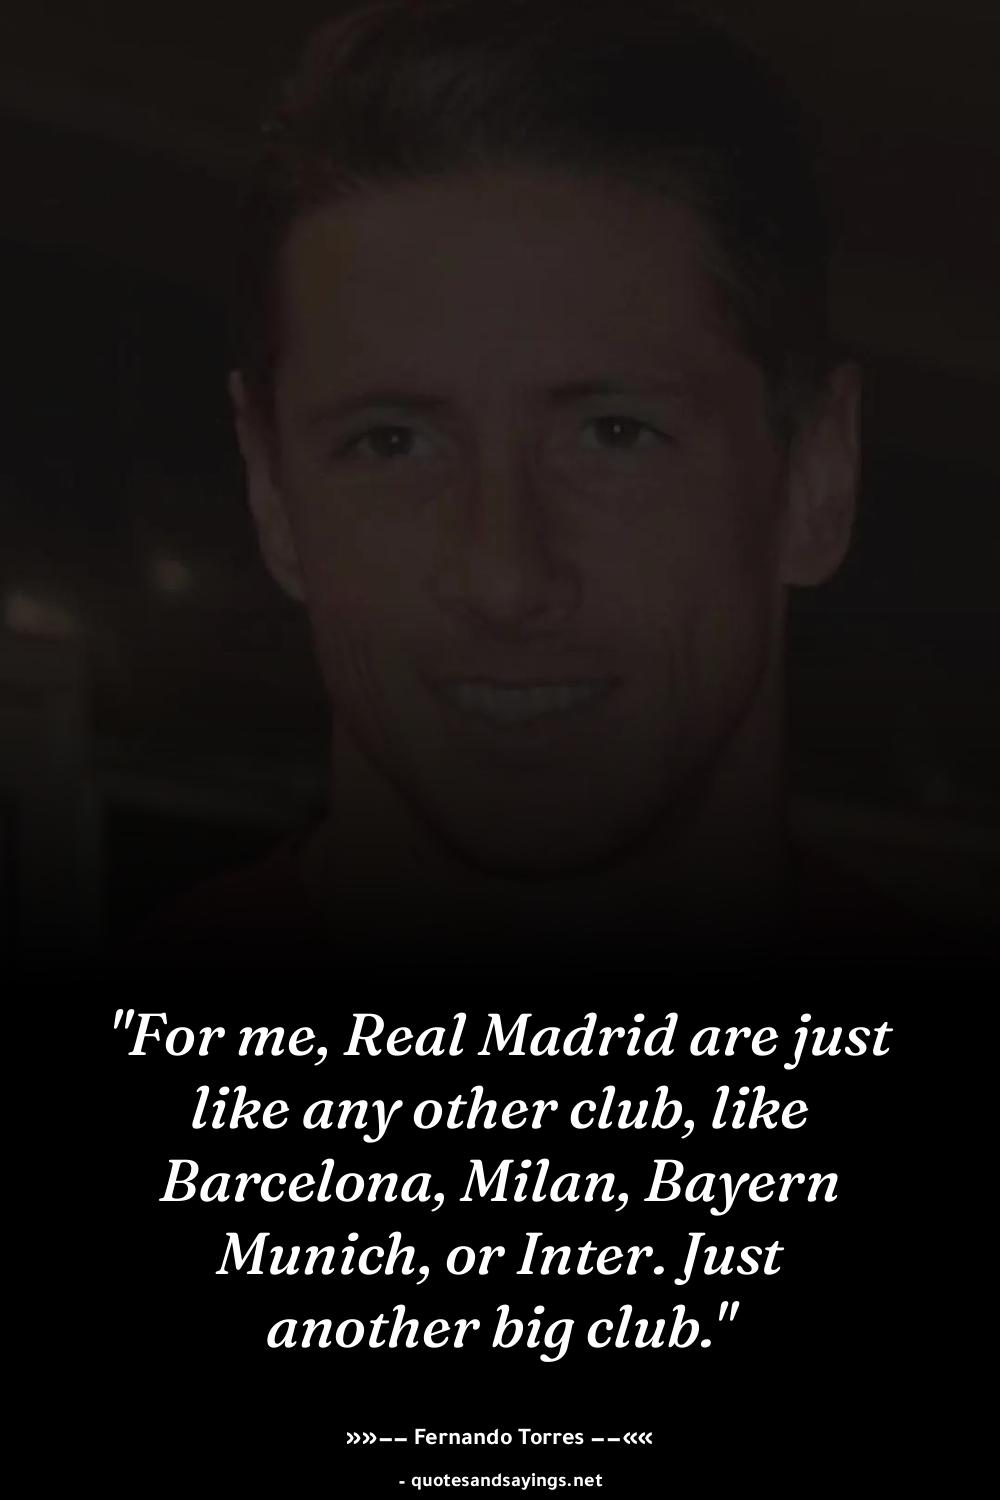 "For me, Real Madrid are just
like any other club, like
Barcelona, Milan, Bayern
Munich, or Inter. Just
another big club."
»»–– Fernando Torres ––««
- quotesandsayings.net